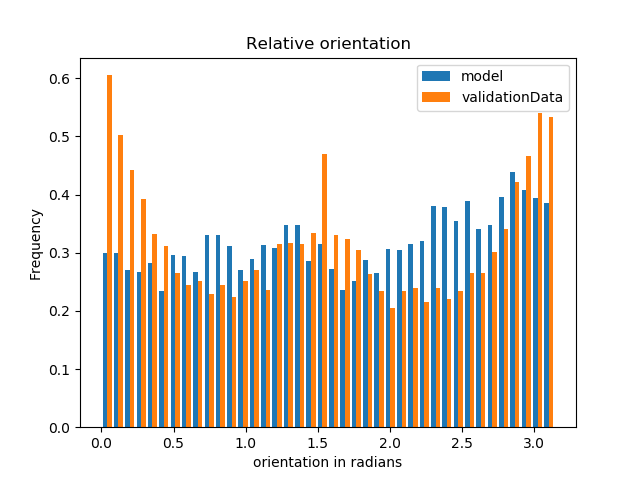 Relative orientation
model
validationData
Frequency
0.6
0.5
0.4
0.3
0.2
0.1
0.0
0.0 0.5 1.0 1.5 2.0 2.5 3.0
orientation in radians